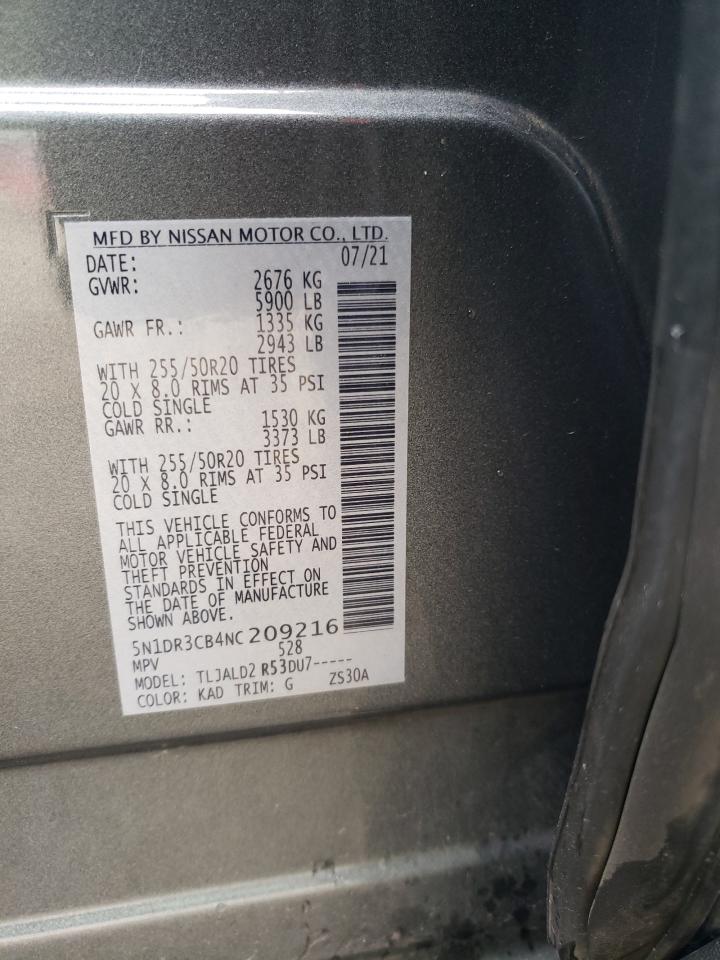 MFD BY NISSAN MOTOR CO., LTD.
DATE: 07/21
GVWR: 2676 KG
5900 LB
GAWR FR.: 1335 KG
2943 LB
WITH 255/50R20 TIRES
20 X 8.0 RIMS AT 35 PSI
COLD SINGLE
GAWR RR.: 1530 KG
3373 LB
WITH 255/50R20 TIRES
20 X 8.0 RIMS AT 35 PSI
COLD SINGLE
THIS VEHICLE CONFORMS TO
ALL APPLICABLE FEDERAL
MOTOR VEHICLE SAFETY AND
THEFT PREVENTION
STANDARDS IN EFFECT ON
THE DATE OF MANUFACTURE
SHOWN ABOVE.
5N1DR3CB4NC209216
MPV 528
MODEL: TLJALD2 R53DU7-----
COLOR: KAD TRIM: G ZS30A